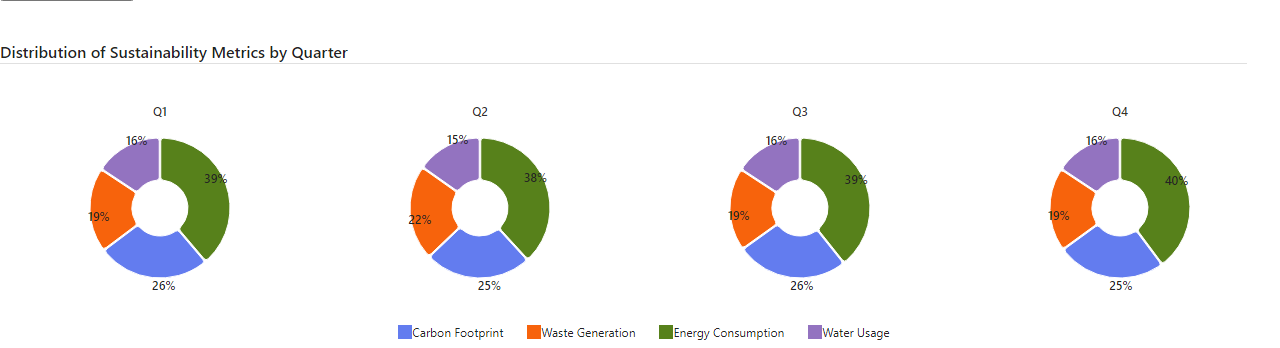 Distribution of Sustainability Metrics by Quarter
Q1
16%
39%
19%
26%
Q2
15%
38%
22%
25%
Q3
16%
39%
19%
26%
Q4
16%
40%
19%
25%
Carbon Footprint
Waste Generation
Energy Consumption
Water Usage